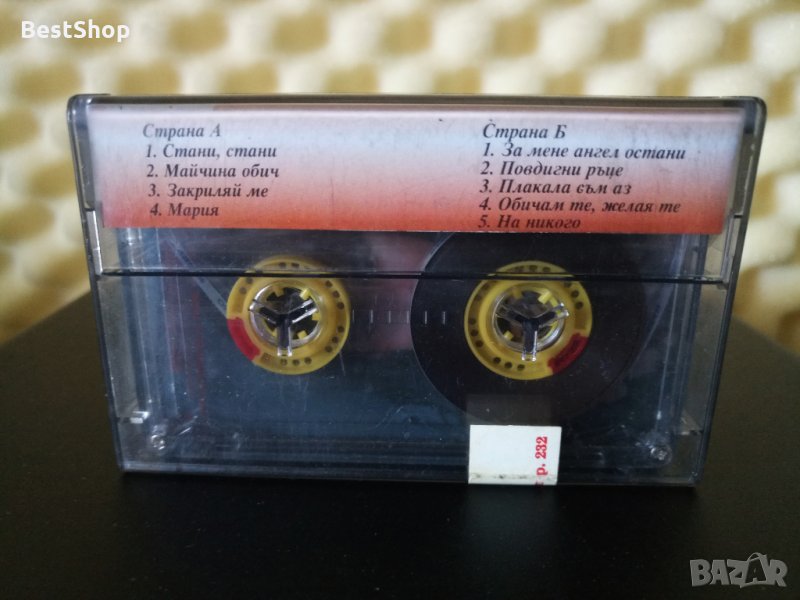 BestShop
Страна А
1. Стани, стани
2. Майчина обич
3. Закриляй ме
4. Мария
Страна Б
1. За мене ангел остани
2. Повдигни ръце
3. Плакала съм аз
4. Обичам те, желая те
5. На никого
р. 232
BAZAR